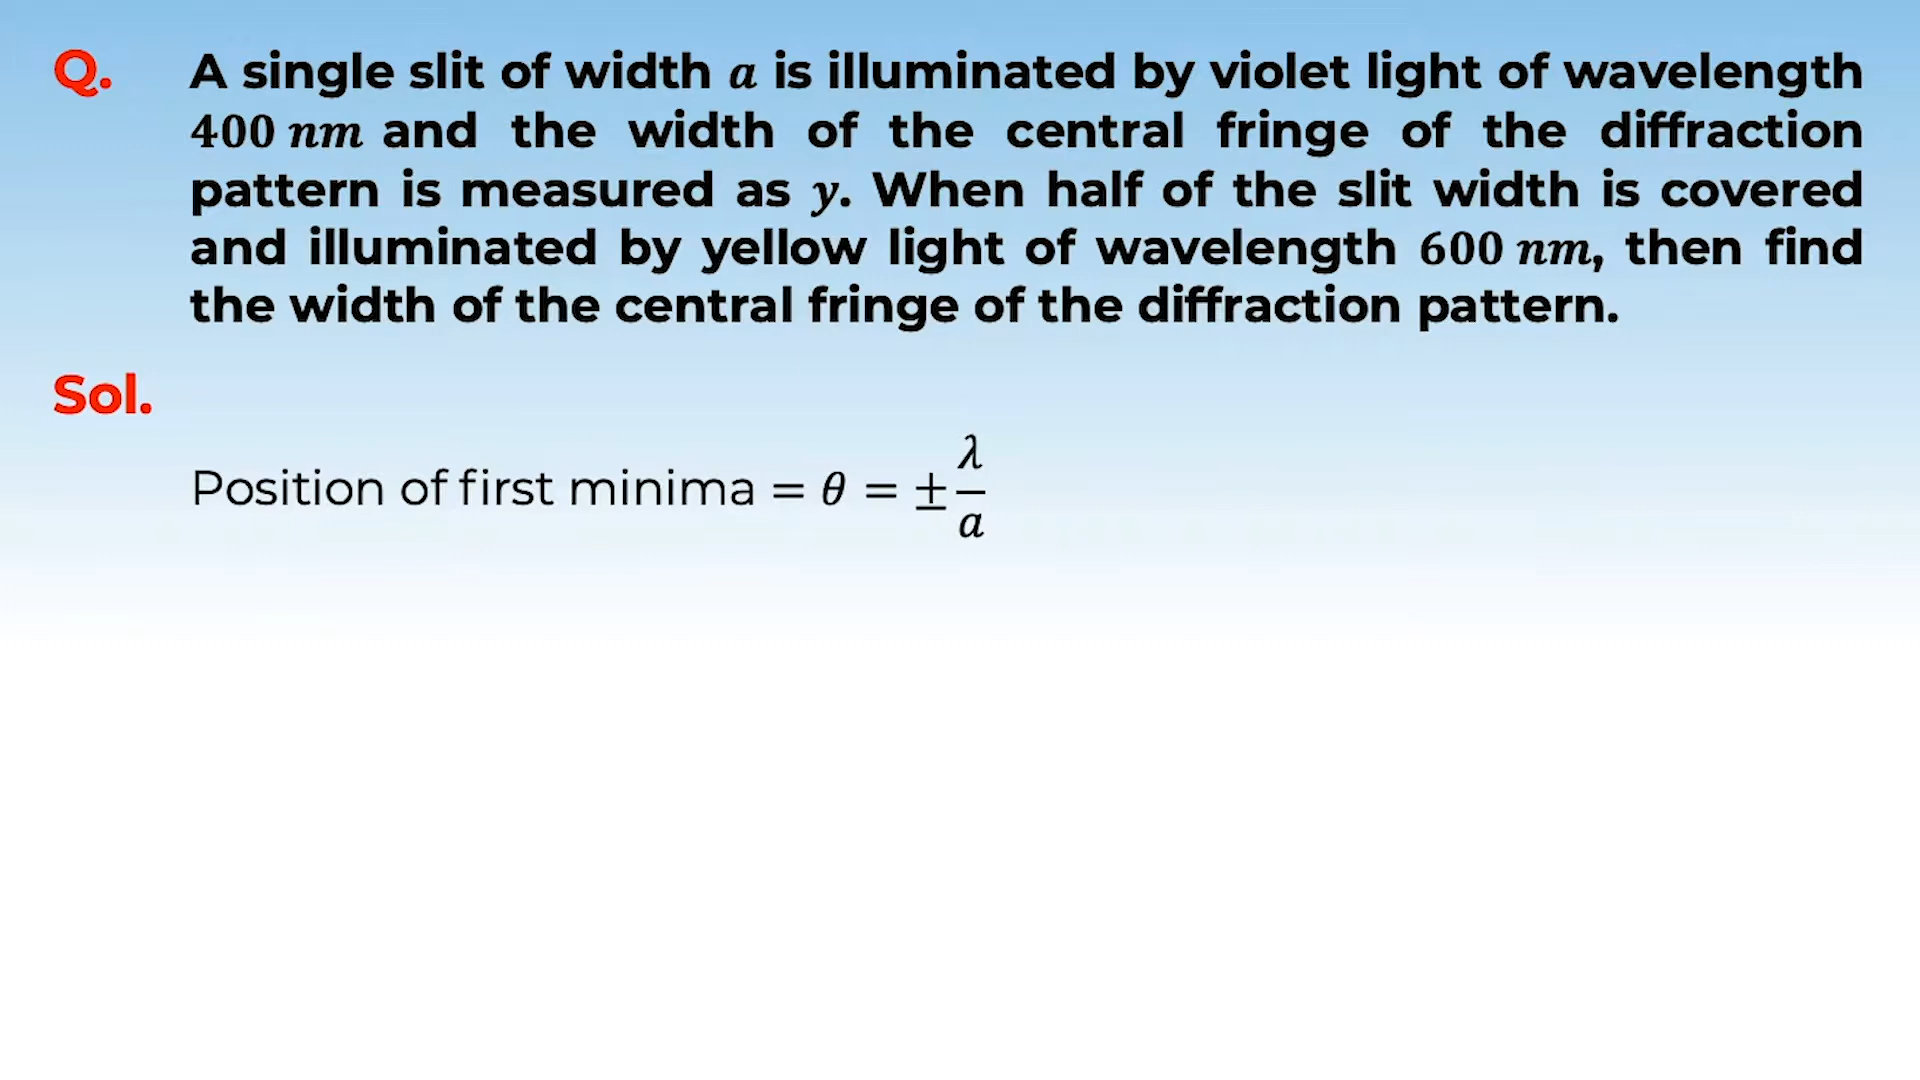 Q. A single slit of width a is illuminated by violet light of wavelength
400 nm and the width of the central fringe of the diffraction
pattern is measured as y. When half of the slit width is covered
and illuminated by yellow light of wavelength 600 nm, then find
the width of the central fringe of the diffraction pattern.
Sol.
Position of first minima = θ = ± λ/a